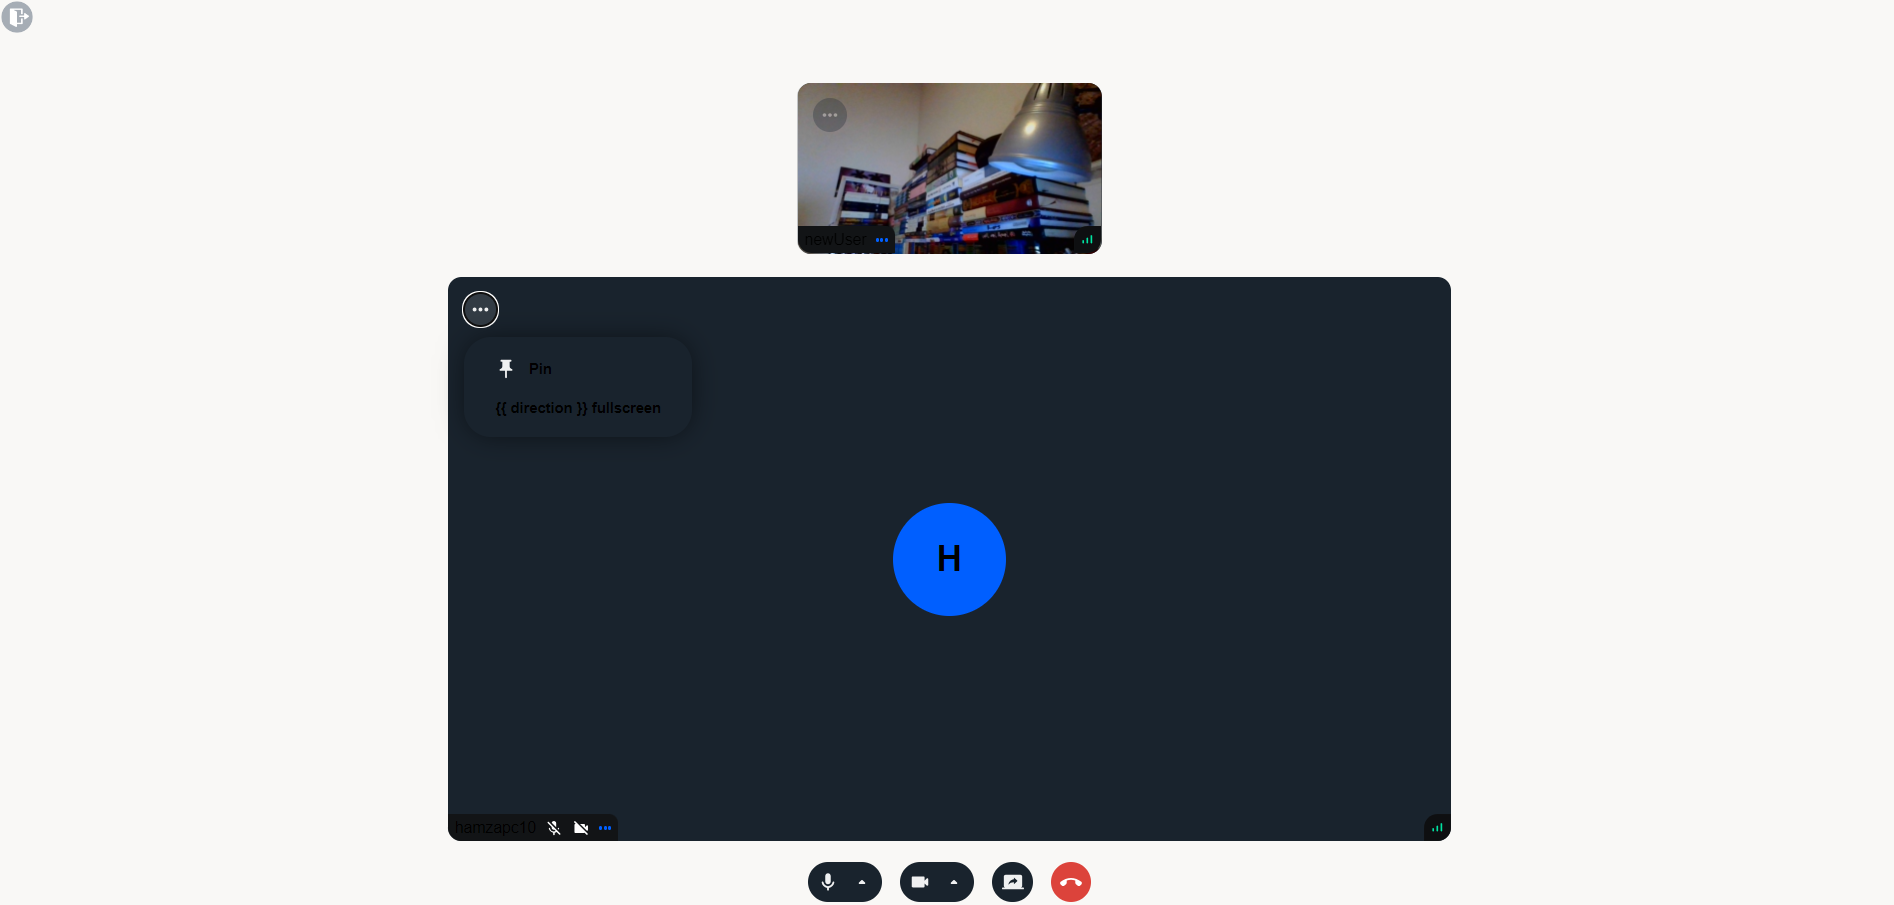 newUser
Pin
{{ direction }} fullscreen
H
hamzapc10